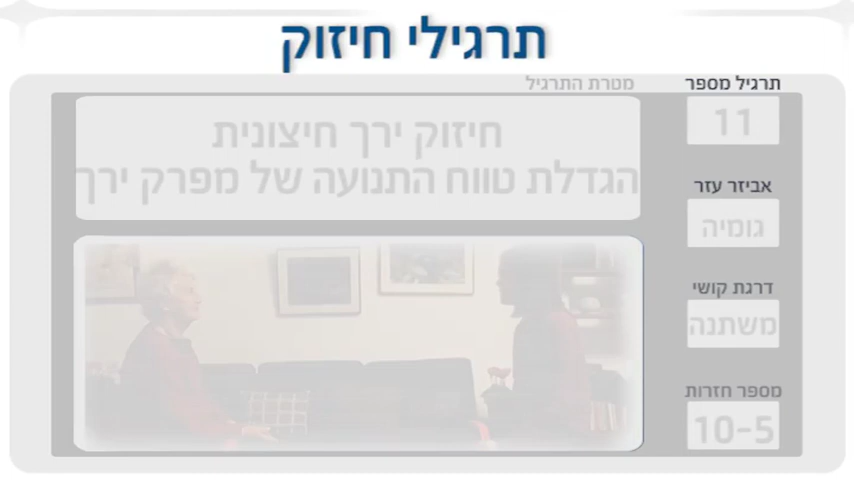 תרגילי חיזוק
תרגיל מספר
11
מטרת התרגיל
חיזוק ירך חיצונית
הגדלת טווח התנועה של מפרק ירך
אביזר עזר
גומיה
דרגת קושי
משתנה
מספר חזרות
10-5